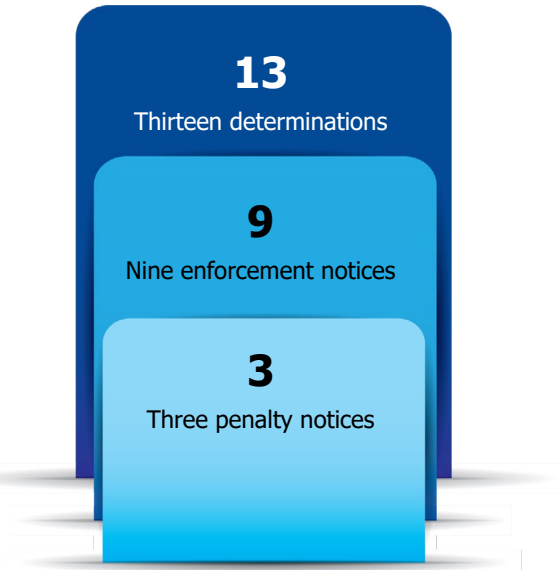 13
Thirteen determinations
9
Nine enforcement notices
3
Three penalty notices